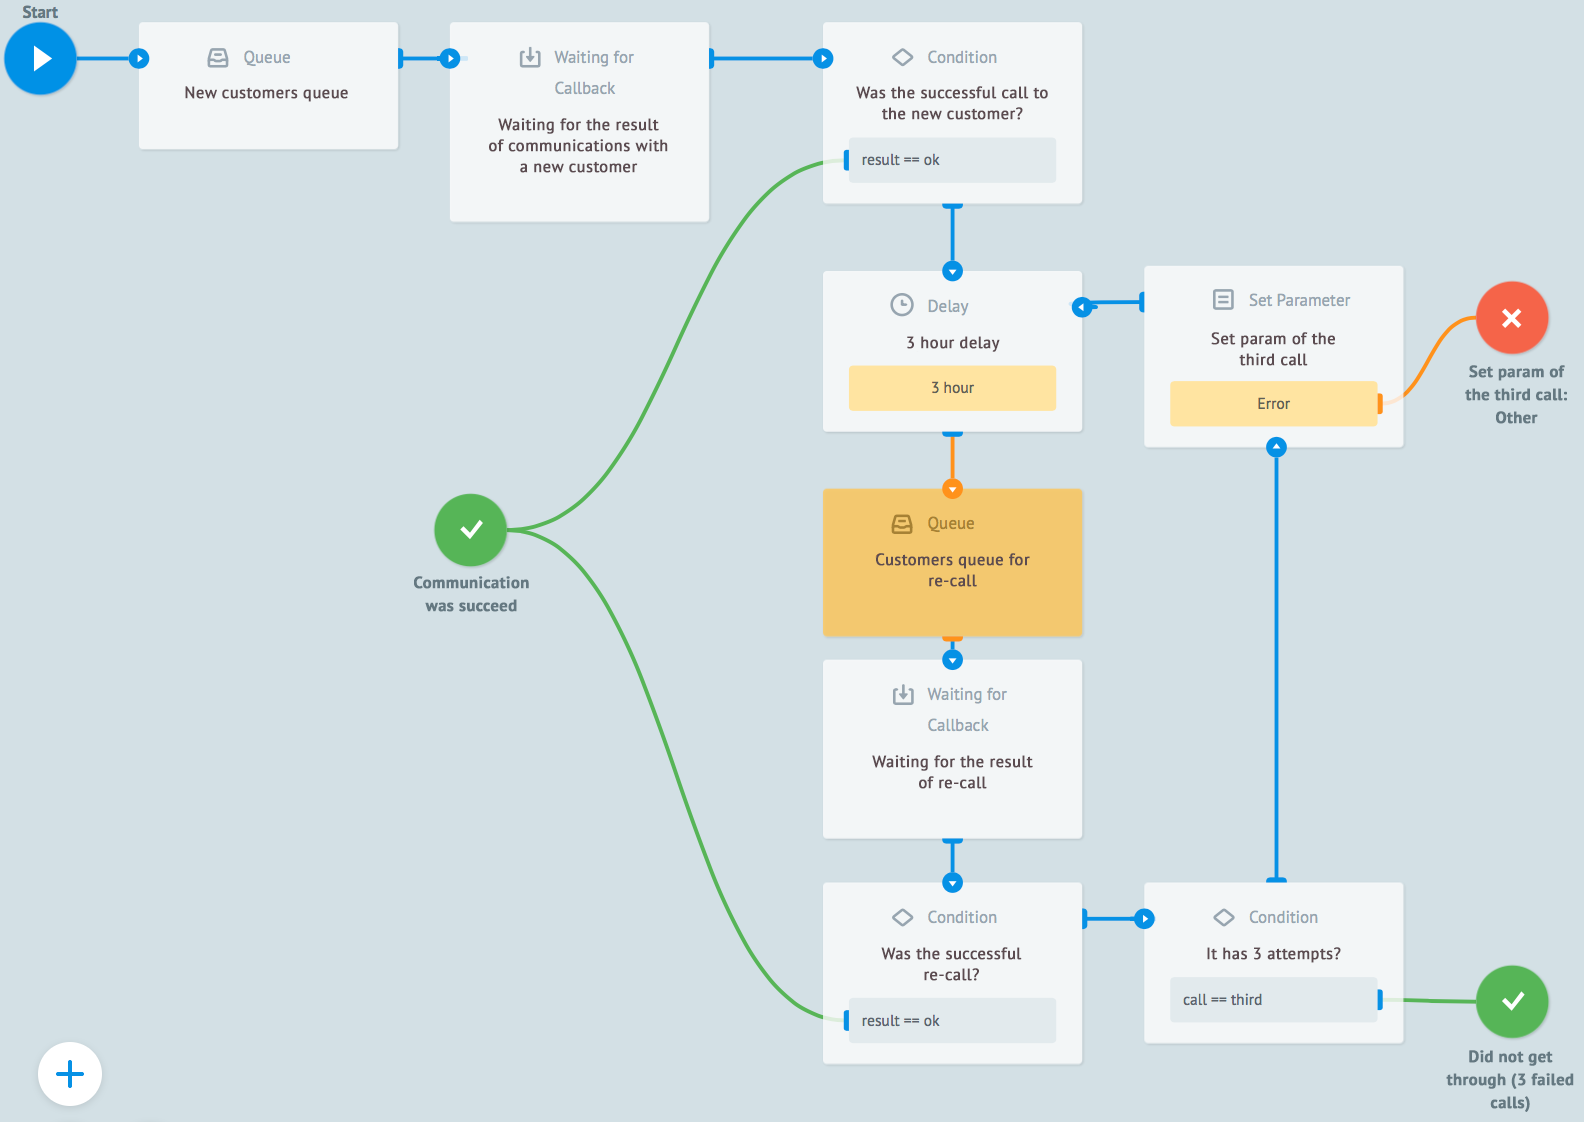 Start
Queue
New customers queue
Waiting for
Callback
Waiting for the result
of communications with
a new customer
Condition
Was the successful call to
the new customer?
result == ok
Delay
3 hour delay
3 hour
Set Parameter
Set param of the
third call
Error
Set param of
the third call:
Other
Queue
Customers queue for
re-call
Communication
was succeed
Waiting for
Callback
Waiting for the result
of re-call
Condition
Was the successful
re-call?
result == ok
Condition
It has 3 attempts?
call == third
Did not get
through (3 failed
calls)